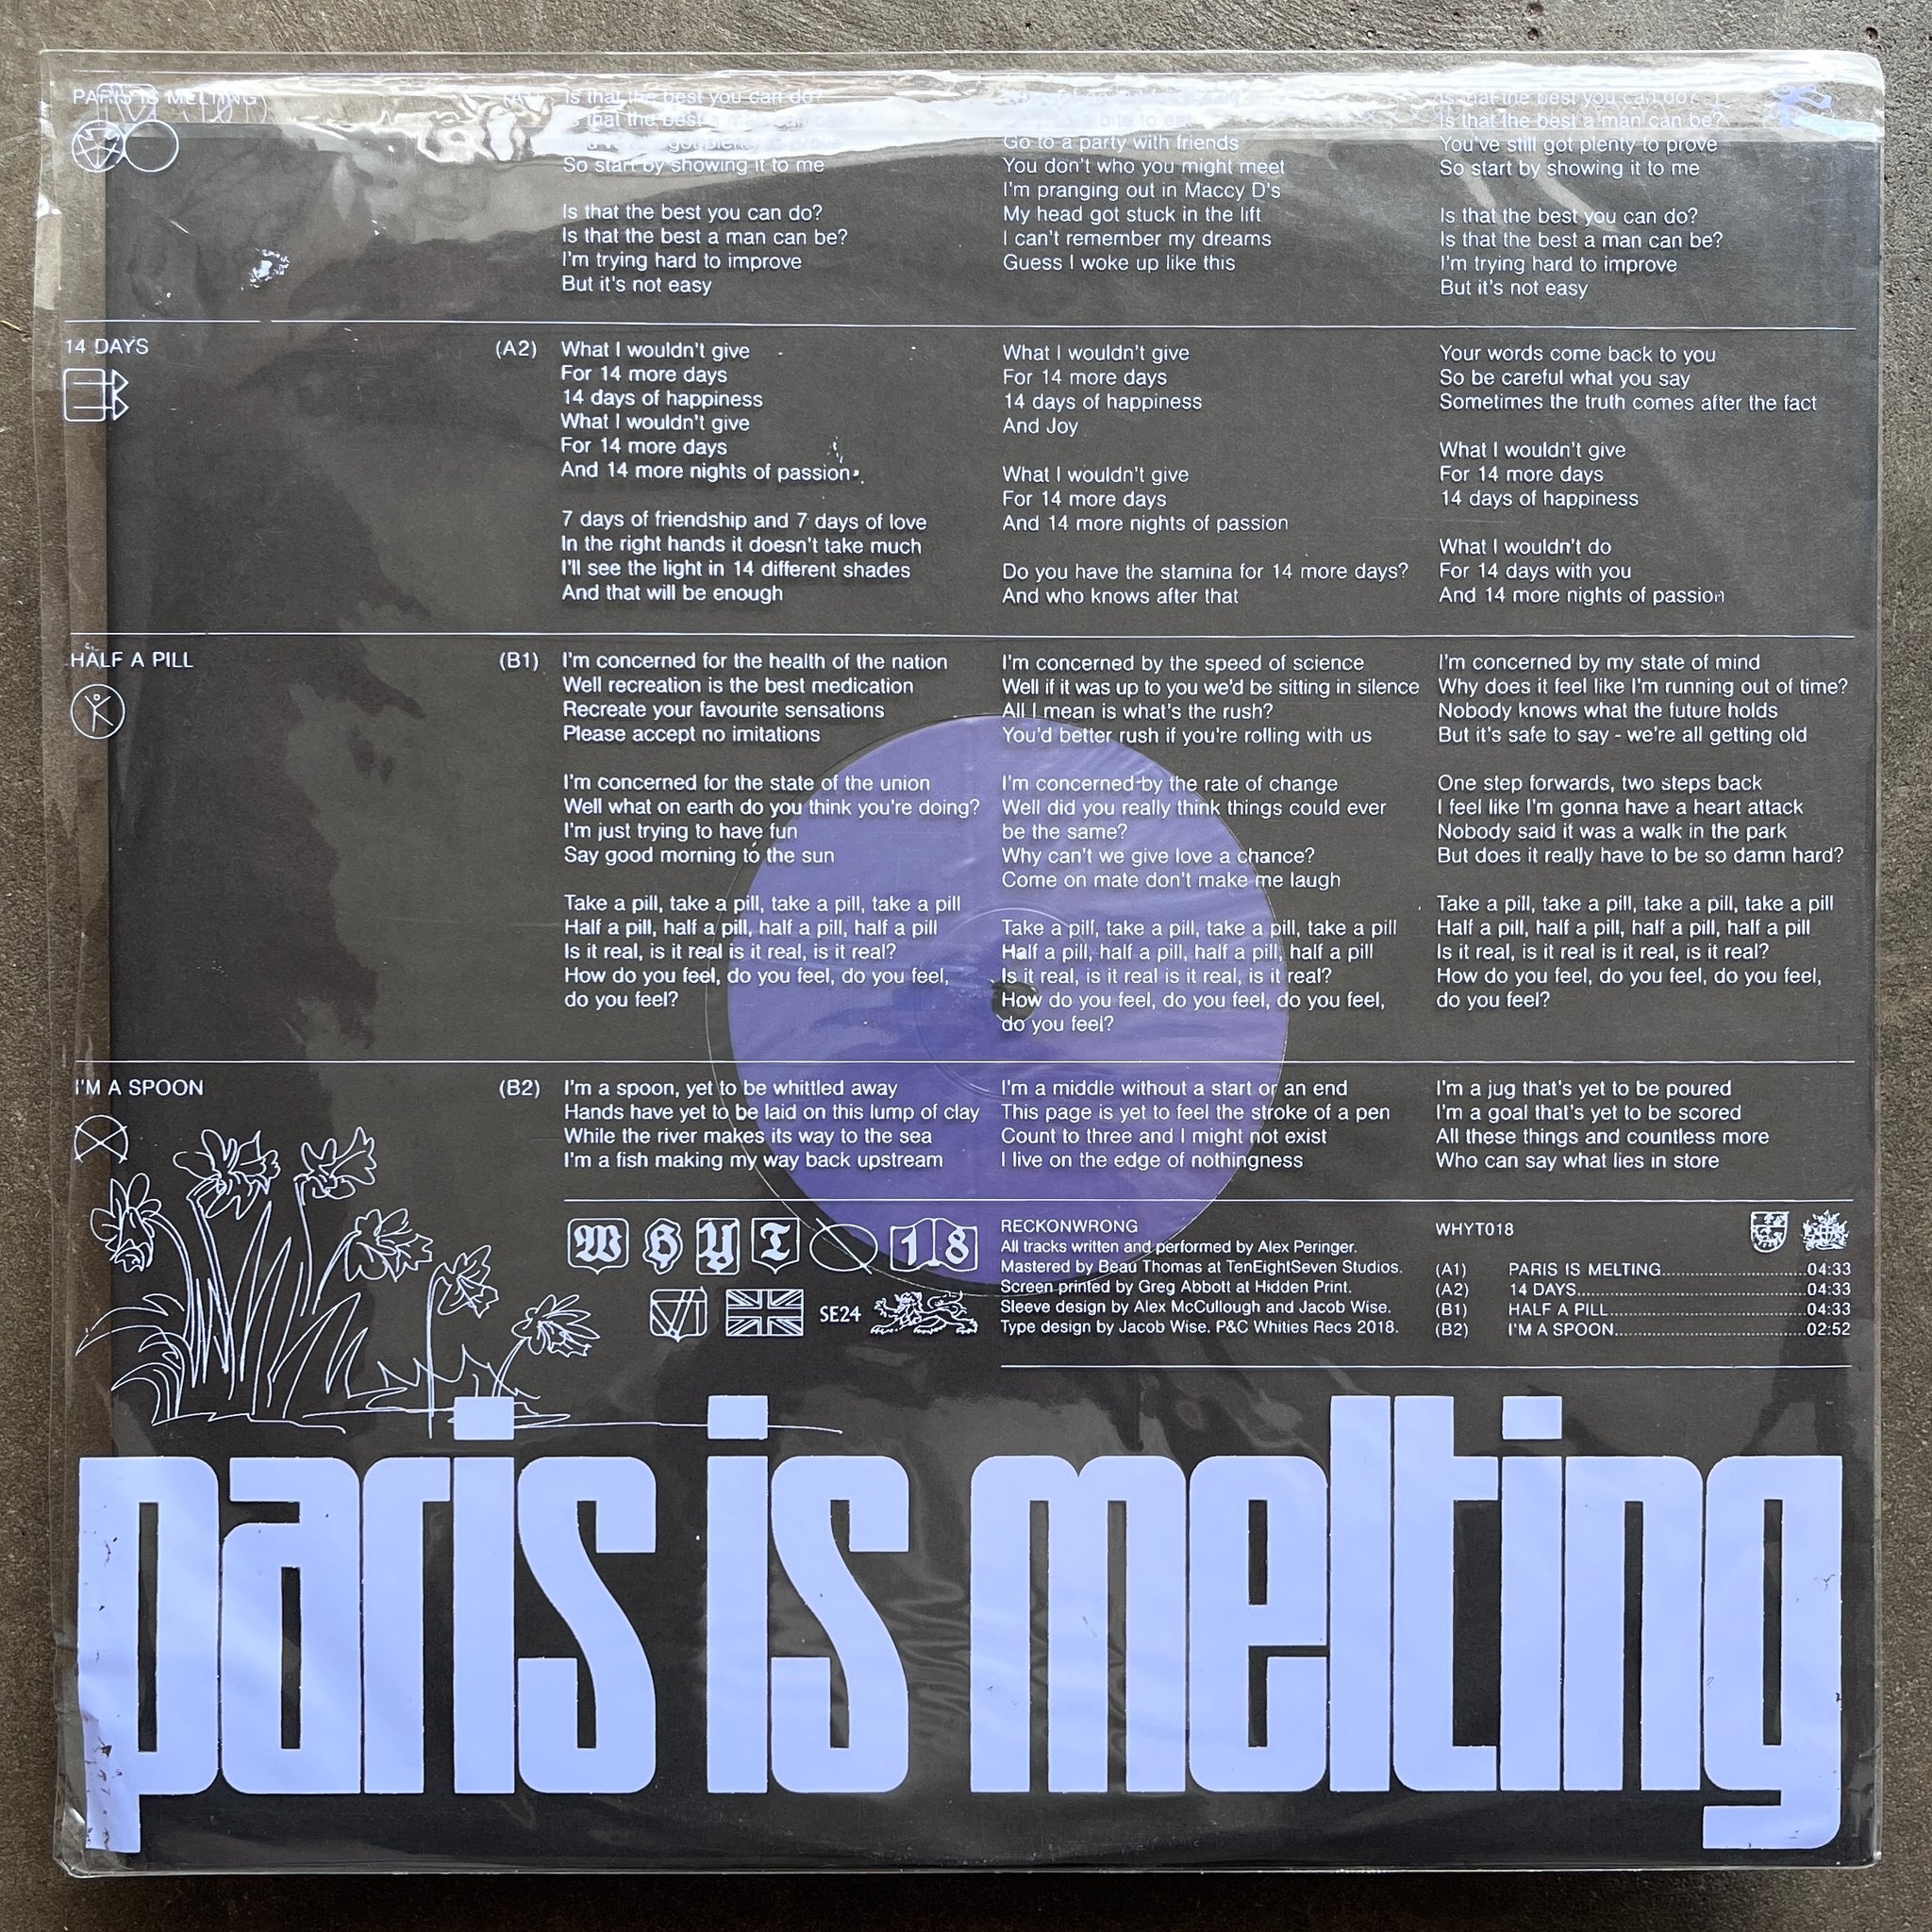 PARIS IS MELTING
Is that the best you can do?
Is that the best a man can be?
You've still got plenty to prove
So start by showing it to me
Is that the best you can do?
Is that the best a man can be?
I'm trying hard to improve
But it's not easy
bite to eat
Go to a party with friends
You don't who you might meet
I'm pranging out in Maccy D's
My head got stuck in the lift
I can't remember my dreams
Guess I woke up like this
Is that the best you can do?
Is that the best a man can be?
You've still got plenty to prove
So start by showing it to me
Is that the best you can do?
Is that the best a man can be?
I'm trying hard to improve
But it's not easy
14 DAYS
(A2)
What I wouldn't give
For 14 more days
14 days of happiness
What I wouldn't give
For 14 more days
And 14 more nights of passion
7 days of friendship and 7 days of love
In the right hands it doesn't take much
I'll see the light in 14 different shades
And that will be enough
What I wouldn't give
For 14 more days
14 days of happiness
And Joy
What I wouldn't give
For 14 more days
And 14 more nights of passion
Do you have the stamina for 14 more days?
And who knows after that
Your words come back to you
So be careful what you say
Sometimes the truth comes after the fact
What I wouldn't give
For 14 more days
14 days of happiness
What I wouldn't do
For 14 days with you
And 14 more nights of passion
HALF A PILL
(B1)
I'm concerned for the health of the nation
Well recreation is the best medication
Recreate your favourite sensations
Please accept no imitations
I'm concerned for the state of the union
Well what on earth do you think you're doing?
I'm just trying to have fun
Say good morning to the sun
Take a pill, take a pill, take a pill, take a pill
Half a pill, half a pill, half a pill, half a pill
Is it real, is it real is it real, is it real?
How do you feel, do you feel, do you feel,
do you feel?
I'm concerned by the speed of science
Well if it was up to you we'd be sitting in silence
All I mean is what's the rush?
You'd better rush if you're rolling with us
I'm concerned by the rate of change
Well did you really think things could ever
be the same?
Why can't we give love a chance?
Come on mate don't make me laugh
Take a pill, take a pill, take a pill, take a pill
Half a pill, half a pill, half a pill, half a pill
Is it real, is it real is it real, is it real?
How do you feel, do you feel, do you feel,
do you feel?
I'm concerned by my state of mind
Why does it feel like I'm running out of time?
Nobody knows what the future holds
But it's safe to say - we're all getting old
One step forwards, two steps back
I feel like I'm gonna have a heart attack
Nobody said it was a walk in the park
But does it really have to be so damn hard?
Take a pill, take a pill, take a pill, take a pill
Half a pill, half a pill, half a pill, half a pill
Is it real, is it real is it real, is it real?
How do you feel, do you feel, do you feel,
do you feel?
I'M A SPOON
(B2)
I'm a spoon, yet to be whittled away
Hands have yet to be laid on this lump of clay
While the river makes its way to the sea
I'm a fish making my way back upstream
I'm a middle without a start or an end
This page is yet to feel the stroke of a pen
Count to three and I might not exist
I live on the edge of nothingness
I'm a jug that's yet to be poured
I'm a goal that's yet to be scored
All these things and countless more
Who can say what lies in store
W H Y T 18
SE24
RECKONWRONG
All tracks written and performed by Alex Peringer.
Mastered by Beau Thomas at TenEightSeven Studios.
Screen printed by Greg Abbott at Hidden Print.
Sleeve design by Alex McCullough and Jacob Wise.
Type design by Jacob Wise. P&C Whities Recs 2018.
WHYT018
(A1) PARIS IS MELTING 04:33
(A2) 14 DAYS 04:33
(B1) HALF A PILL 04:33
(B2) I'M A SPOON 02:52
paris is melting